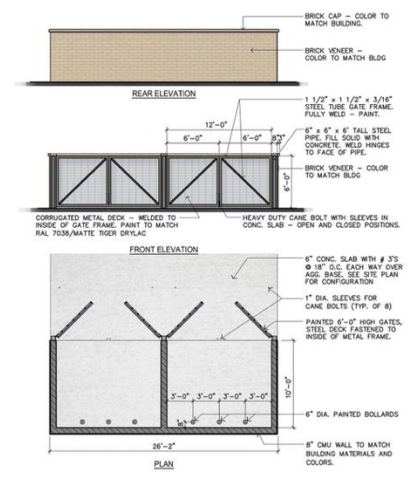 BRICK CAP – COLOR TO
MATCH BUILDING.
BRICK VENEER –
COLOR TO MATCH BLDG
REAR ELEVATION
12'-0"
6'-0"
6'-0"
8"
6'-0"
1 1/2" x 1 1/2" x 3/16"
STEEL TUBE GATE FRAME.
FULLY WELD – PAINT.
6" x 6" x 6' TALL STEEL
PIPE. FILL SOLID WITH
CONCRETE. WELD HINGES
TO FACE OF PIPE.
BRICK VENEER – COLOR
TO MATCH BLDG
CORRUGATED METAL DECK – WELDED TO
INSIDE OF GATE FRAME. PAINT TO MATCH
RAL 7038/MATTE TIGER DRYLAC
HEAVY DUTY CANE BOLT WITH SLEEVES IN
CONC. SLAB – OPEN AND CLOSED POSITIONS.
FRONT ELEVATION
6" CONC. SLAB WITH # 3'S
@ 18" O.C. EACH WAY OVER
AGG. BASE. SEE SITE PLAN
FOR CONFIGURATION
1" DIA. SLEEVES FOR
CANE BOLTS (TYP. OF 8)
PAINTED 6'-0" HIGH GATES,
STEEL DECK FASTENED TO
INSIDE OF METAL FRAME.
3'-0"
3'-0"
3'-0"
3'-0"
10'-0"
6" DIA. PAINTED BOLLARDS
8" CMU WALL TO MATCH
BUILDING MATERIALS AND
COLORS.
26'-2"
PLAN